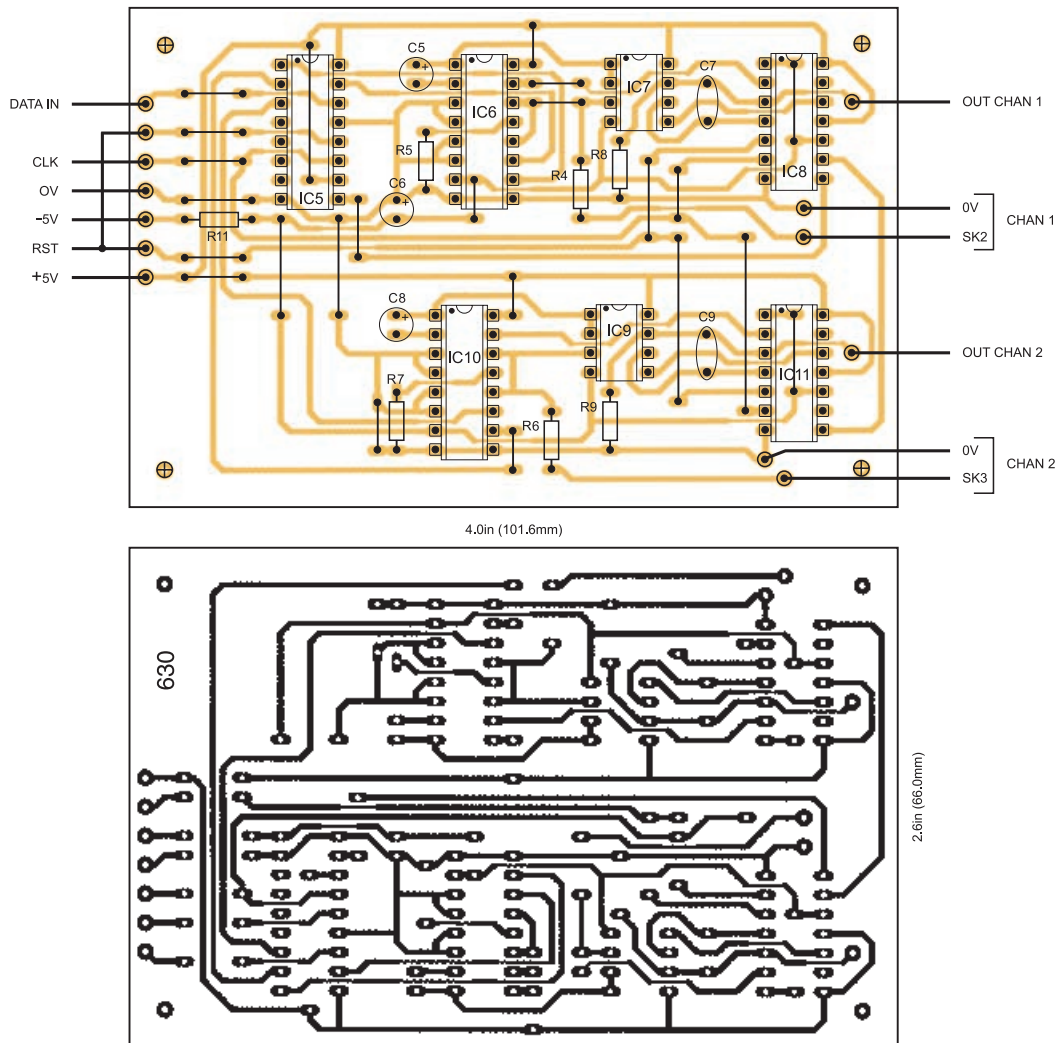 C5
C7
IC7
DATA IN
OUT CHAN 1
IC6
R5
R8
CLK
IC8
R4
C6
0V
IC5
0V
CHAN 1
-5V
R11
SK2
RST
+5V
C8
C9
IC9
IC10
OUT CHAN 2
R7
IC11
R9
R6
0V
CHAN 2
SK3
4.0in (101.6mm)
630
2.6in (66.0mm)